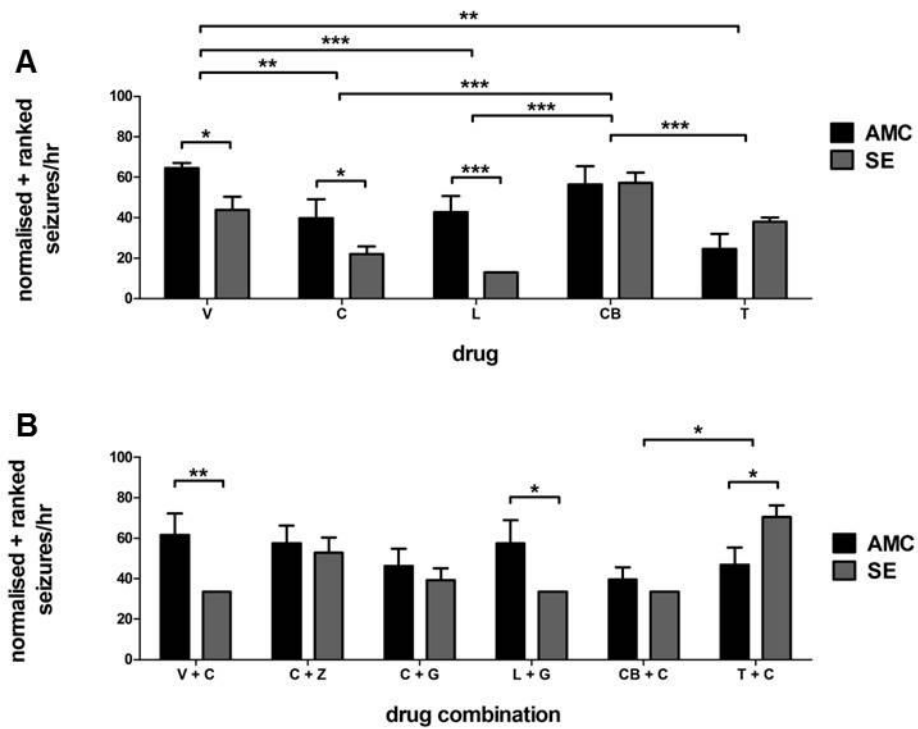 **
A
***
**
***
***
100
***
AMC
*
80
SE
*
***
60
40
20
0
normalised + ranked
seizures/hr
V
C
L
CB
T
drug
B
*
100
**
*
80
*
AMC
SE
60
40
20
0
normalised + ranked
seizures/hr
V + C
C + Z
C + G
L + G
CB + C
T + C
drug combination